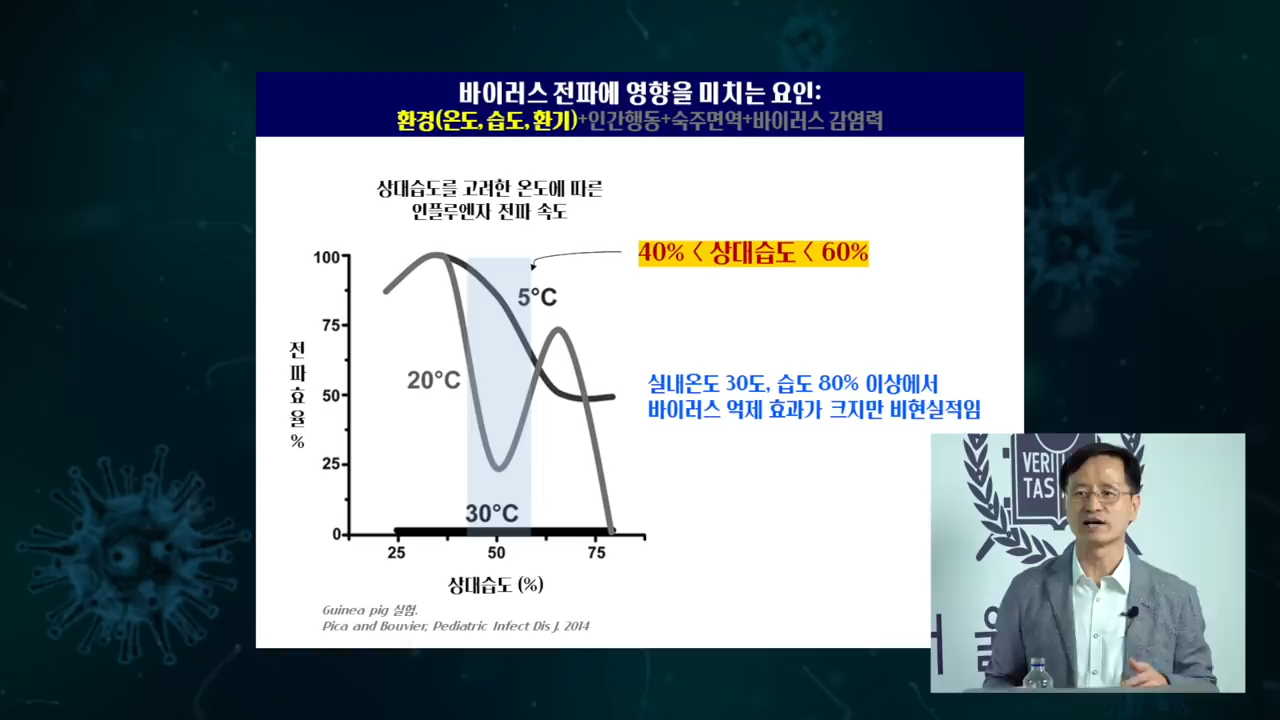 바이러스 전파에 영향을 미치는 요인:
환경(온도, 습도, 환기)+인간행동+숙주면역+바이러스 감염력
상대습도를 고려한 온도에 따른
인플루엔자 전파 속도
40% < 상대습도 < 60%
100
75
50
25
0
전파효율 %
5°C
20°C
30°C
25
50
75
상대습도 (%)
실내온도 30도, 습도 80% 이상에서
바이러스 억제 효과가 크지만 비현실적임
Guinea pig 실험.
Pica and Bouvier, Pediatric Infect Dis J. 2014
VERI
TAS